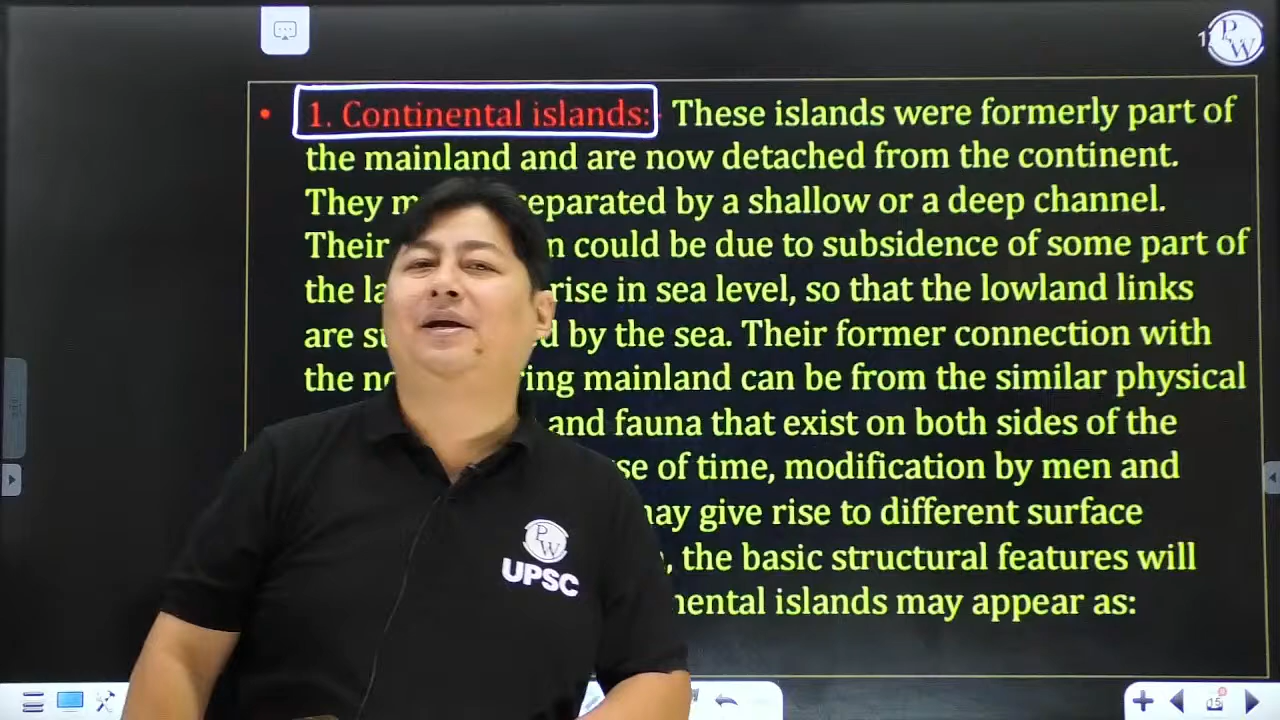 PW
• 1. Continental islands: These islands were formerly part of
the mainland and are now detached from the continent.
They separated by a shallow or a deep channel.
Their could be due to subsidence of some part of
the rise in sea level, so that the lowland links
are by the sea. Their former connection with
the mainland can be from the similar physical
and fauna that exist on both sides of the
of time, modification by men and
give rise to different surface
, the basic structural features will
islands may appear as:
PW
UPSC
15